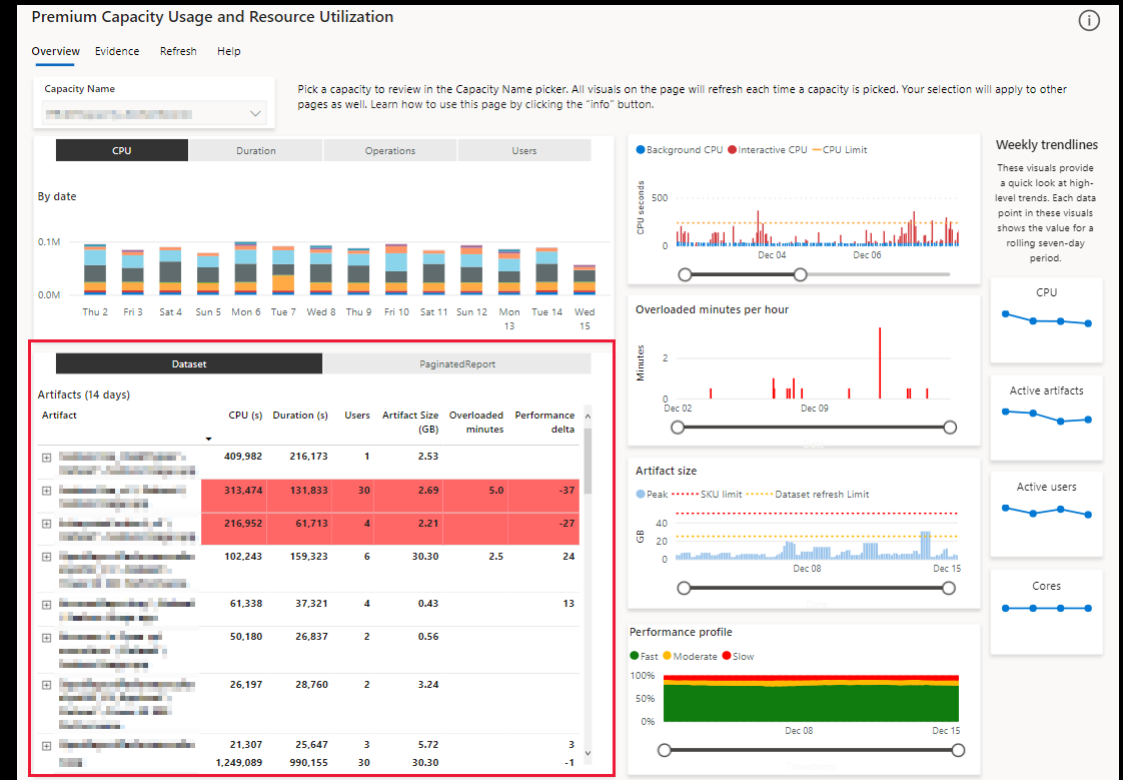 Premium Capacity Usage and Resource Utilization
Overview Evidence Refresh Help
Capacity Name
Pick a capacity to review in the Capacity Name picker. All visuals on the page will refresh each time a capacity is picked. Your selection will apply to other
pages as well. Learn how to use this page by clicking the "info" button.
CPU Duration Operations Users
By date
0.1M
0.0M
Thu 2 Fri 3 Sat 4 Sun 5 Mon 6 Tue 7 Wed 8 Thu 9 Fri 10 Sat 11 Sun 12 Mon 13 Tue 14 Wed 15
Dataset PaginatedReport
Artifacts (14 days)
Artifact CPU (s) Duration (s) Users Artifact Size (GB) Overloaded minutes Performance delta
409,982 216,173 1 2.53
313,474 131,833 30 2.69 5.0 -37
216,952 61,713 4 2.21 -27
102,243 159,323 6 30.30 2.5 24
61,338 37,321 4 0.43 13
50,180 26,837 2 0.56
26,197 28,760 2 3.24
21,307 25,647 3 5.72 3
1,249,089 990,155 30 30.30 -1
Background CPU Interactive CPU CPU Limit
CPU seconds
500
0
Dec 04 Dec 06
Overloaded minutes per hour
Minutes
2
0
Dec 02 Dec 09
Artifact size
Peak SKU limit Dataset refresh Limit
GB
40
20
0
Dec 08 Dec 15
Performance profile
Fast Moderate Slow
100%
50%
0%
Dec 08 Dec 15
Weekly trendlines
These visuals provide
a quick look at high-
level trends. Each data
point in these visuals
shows the value for a
rolling seven-day
period.
CPU
Active artifacts
Active users
Cores